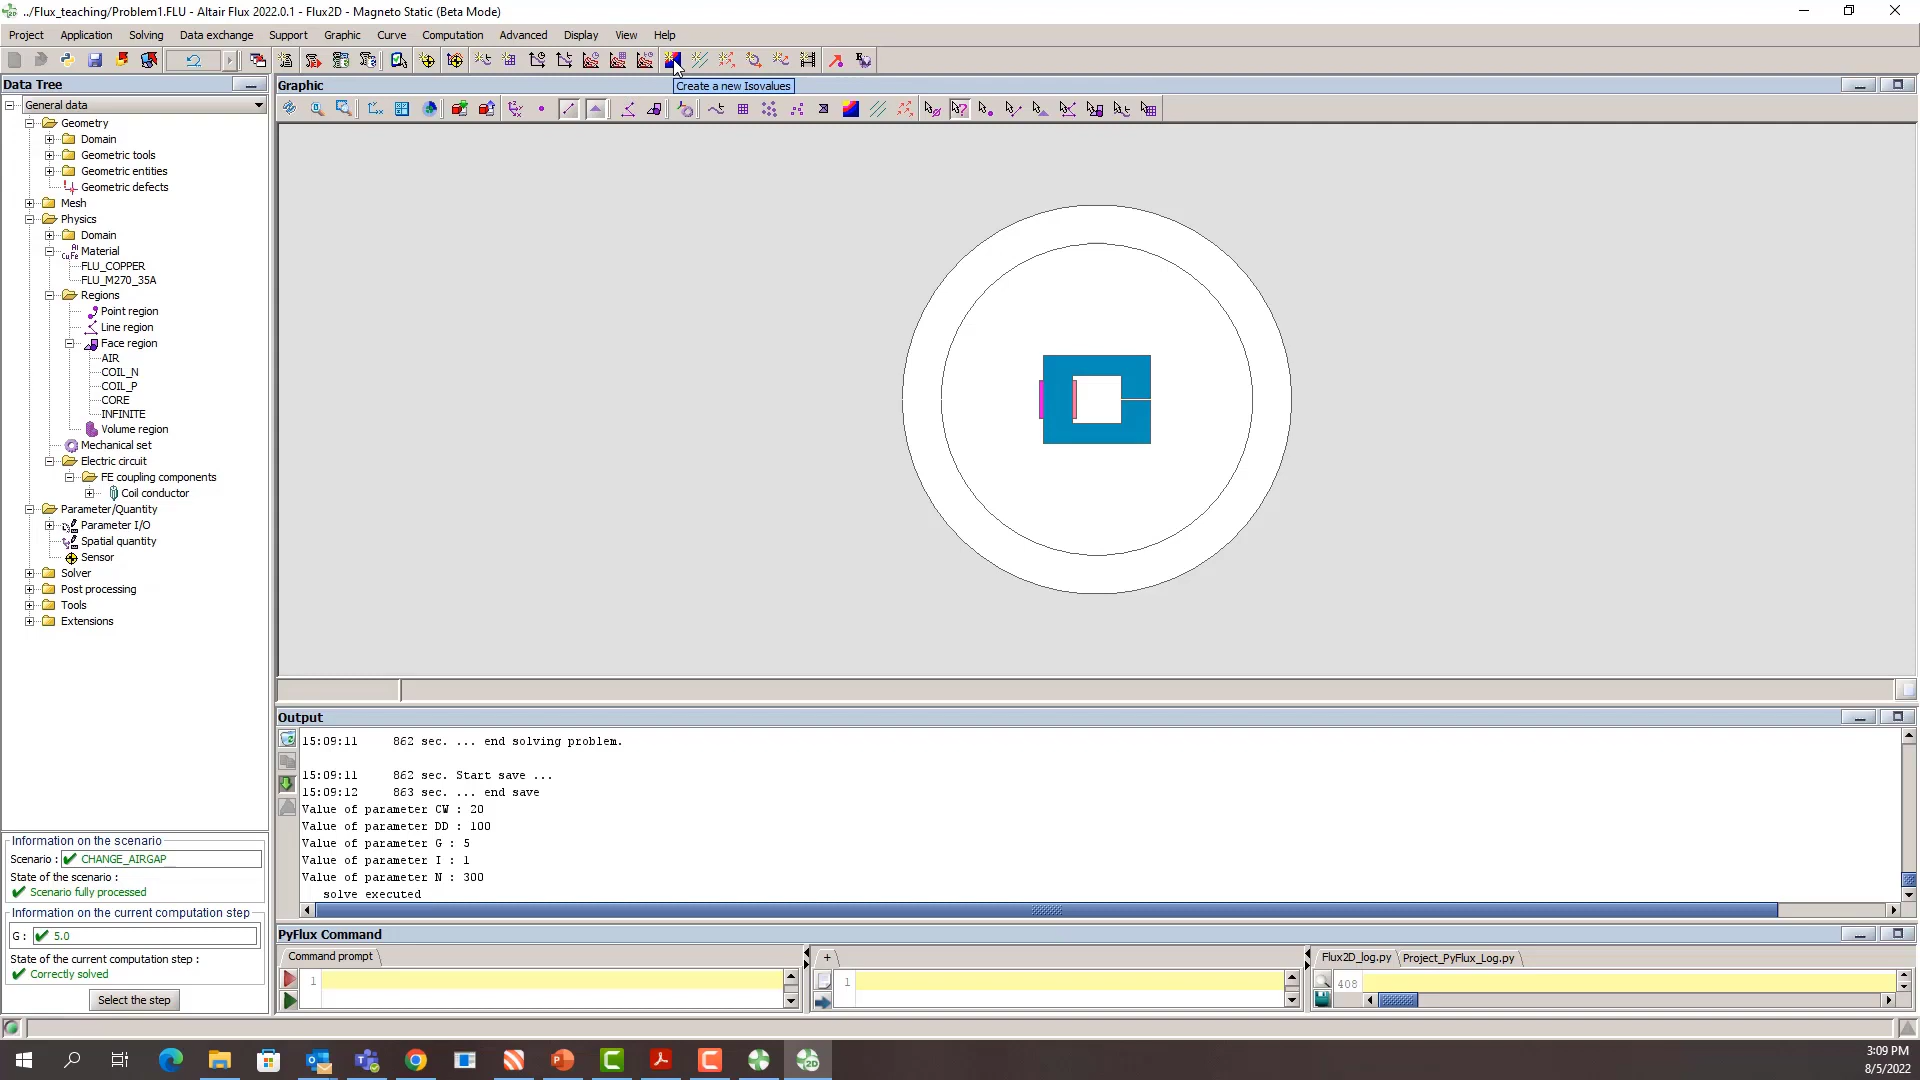 ../Flux_teaching/Problem1.FLU - Altair Flux 2022.0.1 - Flux2D - Magneto Static (Beta Mode)
Project Application Solving Data exchange Support Graphic Curve Computation Advanced Display View Help
Data Tree
Graphic
Create a new Isovalues
General data
Geometry
Domain
Geometric tools
Geometric entities
Geometric defects
Mesh
Physics
Domain
Material
FLU_COPPER
FLU_M270_35A
Regions
Point region
Line region
Face region
AIR
COIL_N
COIL_P
CORE
INFINITE
Volume region
Mechanical set
Electric circuit
FE coupling components
Coil conductor
Parameter/Quantity
Parameter I/O
Spatial quantity
Sensor
Solver
Post processing
Tools
Extensions
Output
15:09:11 862 sec. ... end solving problem.
15:09:11 862 sec. Start save ...
15:09:12 863 sec. ... end save
Value of parameter CW : 20
Value of parameter DD : 100
Value of parameter G : 5
Value of parameter I : 1
Value of parameter N : 300
solve executed
Information on the scenario
Scenario : CHANGE_AIRGAP
State of the scenario :
Scenario fully processed
Information on the current computation step
G : 5.0
State of the current computation step :
Correctly solved
Select the step
PyFlux Command
Command prompt
+
Flux2D_log.py Project_PyFlux_Log.py
1
1
408
3:09 PM
8/5/2022